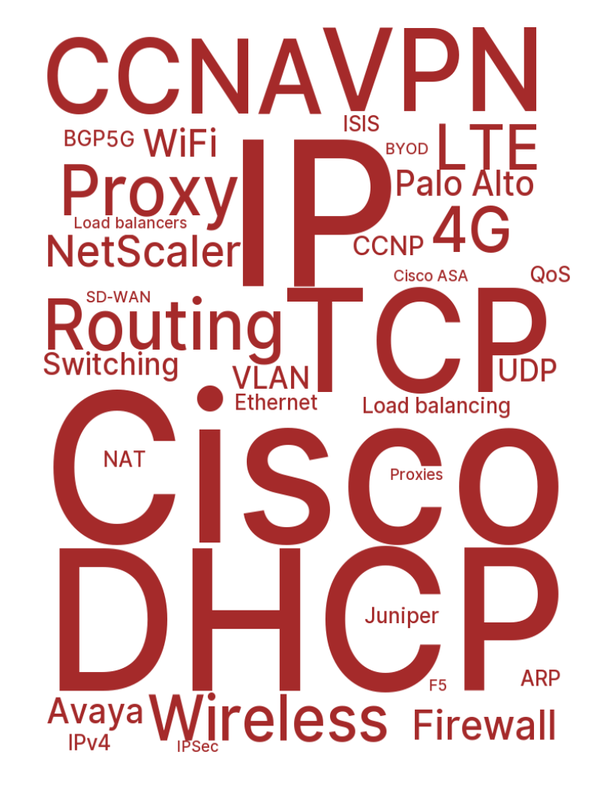 CCNA VPN
ISIS
BGP 5G WiFi
BYOD
LTE
IP
Proxy
Palo Alto
Load balancers
4G
NetScaler
CCNP
Cisco ASA
QoS
SD-WAN
Routing
TCP
Switching
VLAN
UDP
Ethernet
Load balancing
Cisco
NAT
Proxies
DHCP
Juniper
F5
ARP
Avaya
Wireless
Firewall
IPv4
IPSec